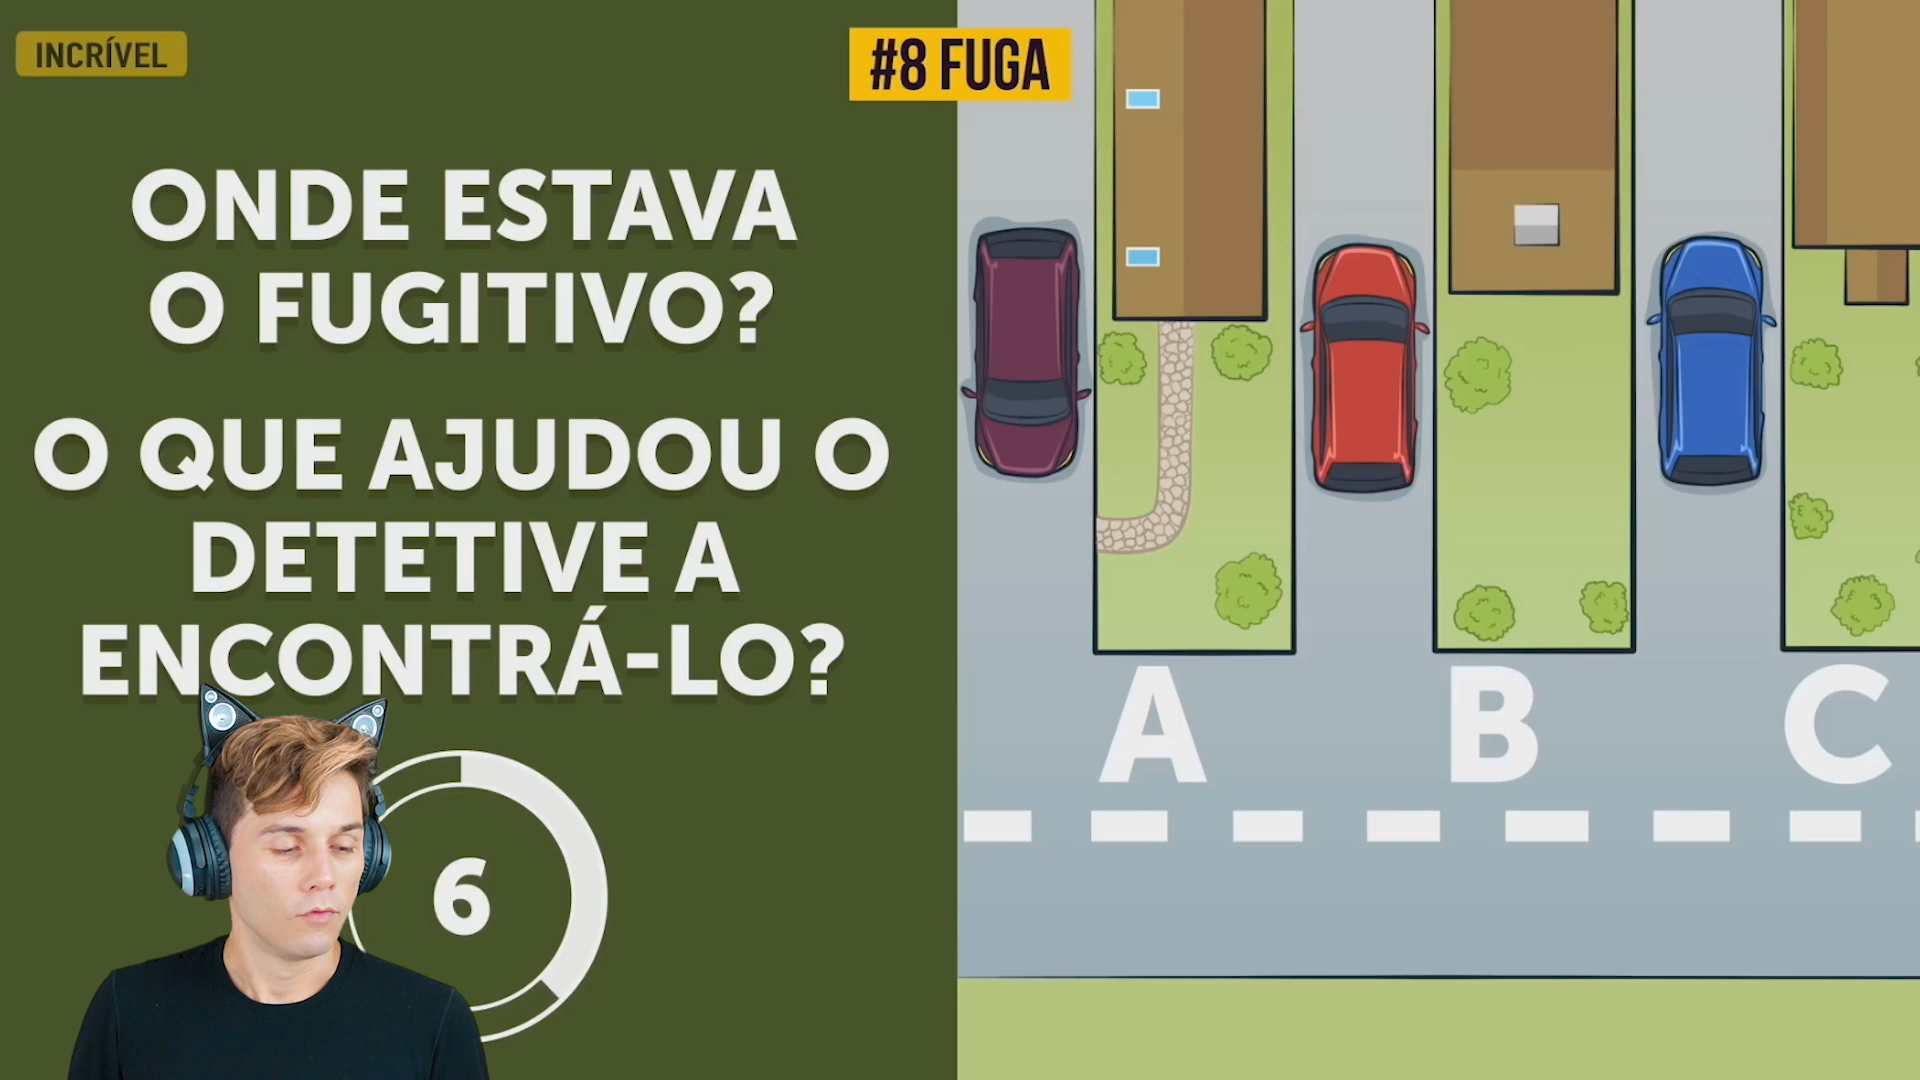 INCRÍVEL
#8 FUGA
ONDE ESTAVA
O FUGITIVO?
O QUE AJUDOU O
DETETIVE A
ENCONTRÁ-LO?
6
A
B
C